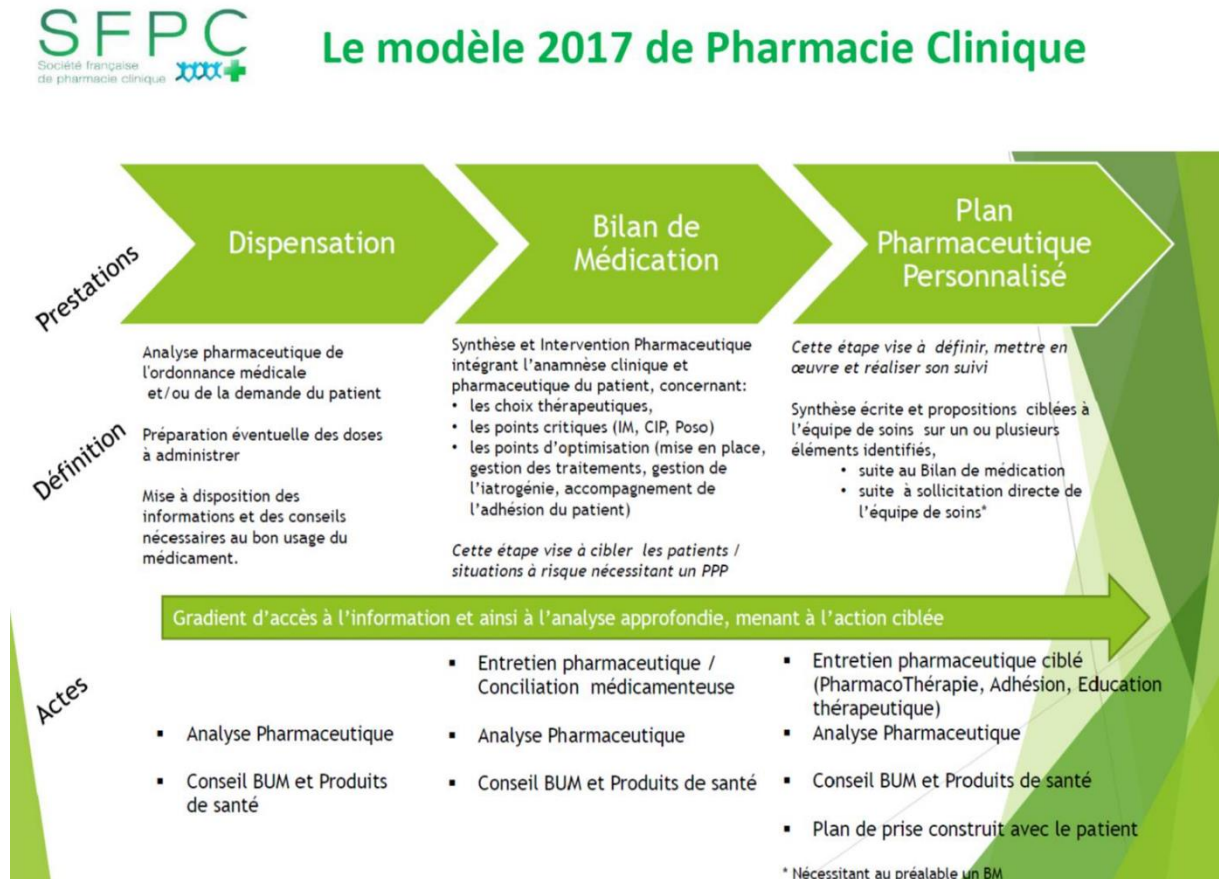 SFPC
Société française
de pharmacie clinique
Le modèle 2017 de Pharmacie Clinique
Prestations
Dispensation
Bilan de
Médication
Plan
Pharmaceutique
Personnalisé
Définition
Analyse pharmaceutique de
l'ordonnance médicale
et/ou de la demande du patient
Préparation éventuelle des doses
à administrer
Mise à disposition des
informations et des conseils
nécessaires au bon usage du
médicament.
Synthèse et Intervention Pharmaceutique
intégrant l'anamnèse clinique et
pharmaceutique du patient, concernant:
• les choix thérapeutiques,
• les points critiques (IM, CIP, Poso)
• les points d'optimisation (mise en place,
gestion des traitements, gestion de
l'iatrogénie, accompagnement de
l'adhésion du patient)
Cette étape vise à cibler les patients /
situations à risque nécessitant un PPP
Cette étape vise à définir, mettre en
œuvre et réaliser son suivi
Synthèse écrite et propositions ciblées à
l'équipe de soins sur un ou plusieurs
éléments identifiés,
• suite au Bilan de médication
• suite à sollicitation directe de
l'équipe de soins*
Gradient d'accès à l'information et ainsi à l'analyse approfondie, menant à l'action ciblée
Actes
▪ Analyse Pharmaceutique
▪ Conseil BUM et Produits
de santé
▪ Entretien pharmaceutique /
Conciliation médicamenteuse
▪ Analyse Pharmaceutique
▪ Conseil BUM et Produits de santé
▪ Entretien pharmaceutique ciblé
(PharmacoThérapie, Adhésion, Education
thérapeutique)
▪ Analyse Pharmaceutique
▪ Conseil BUM et Produits de santé
▪ Plan de prise construit avec le patient
* Nécessitant au préalable un BM